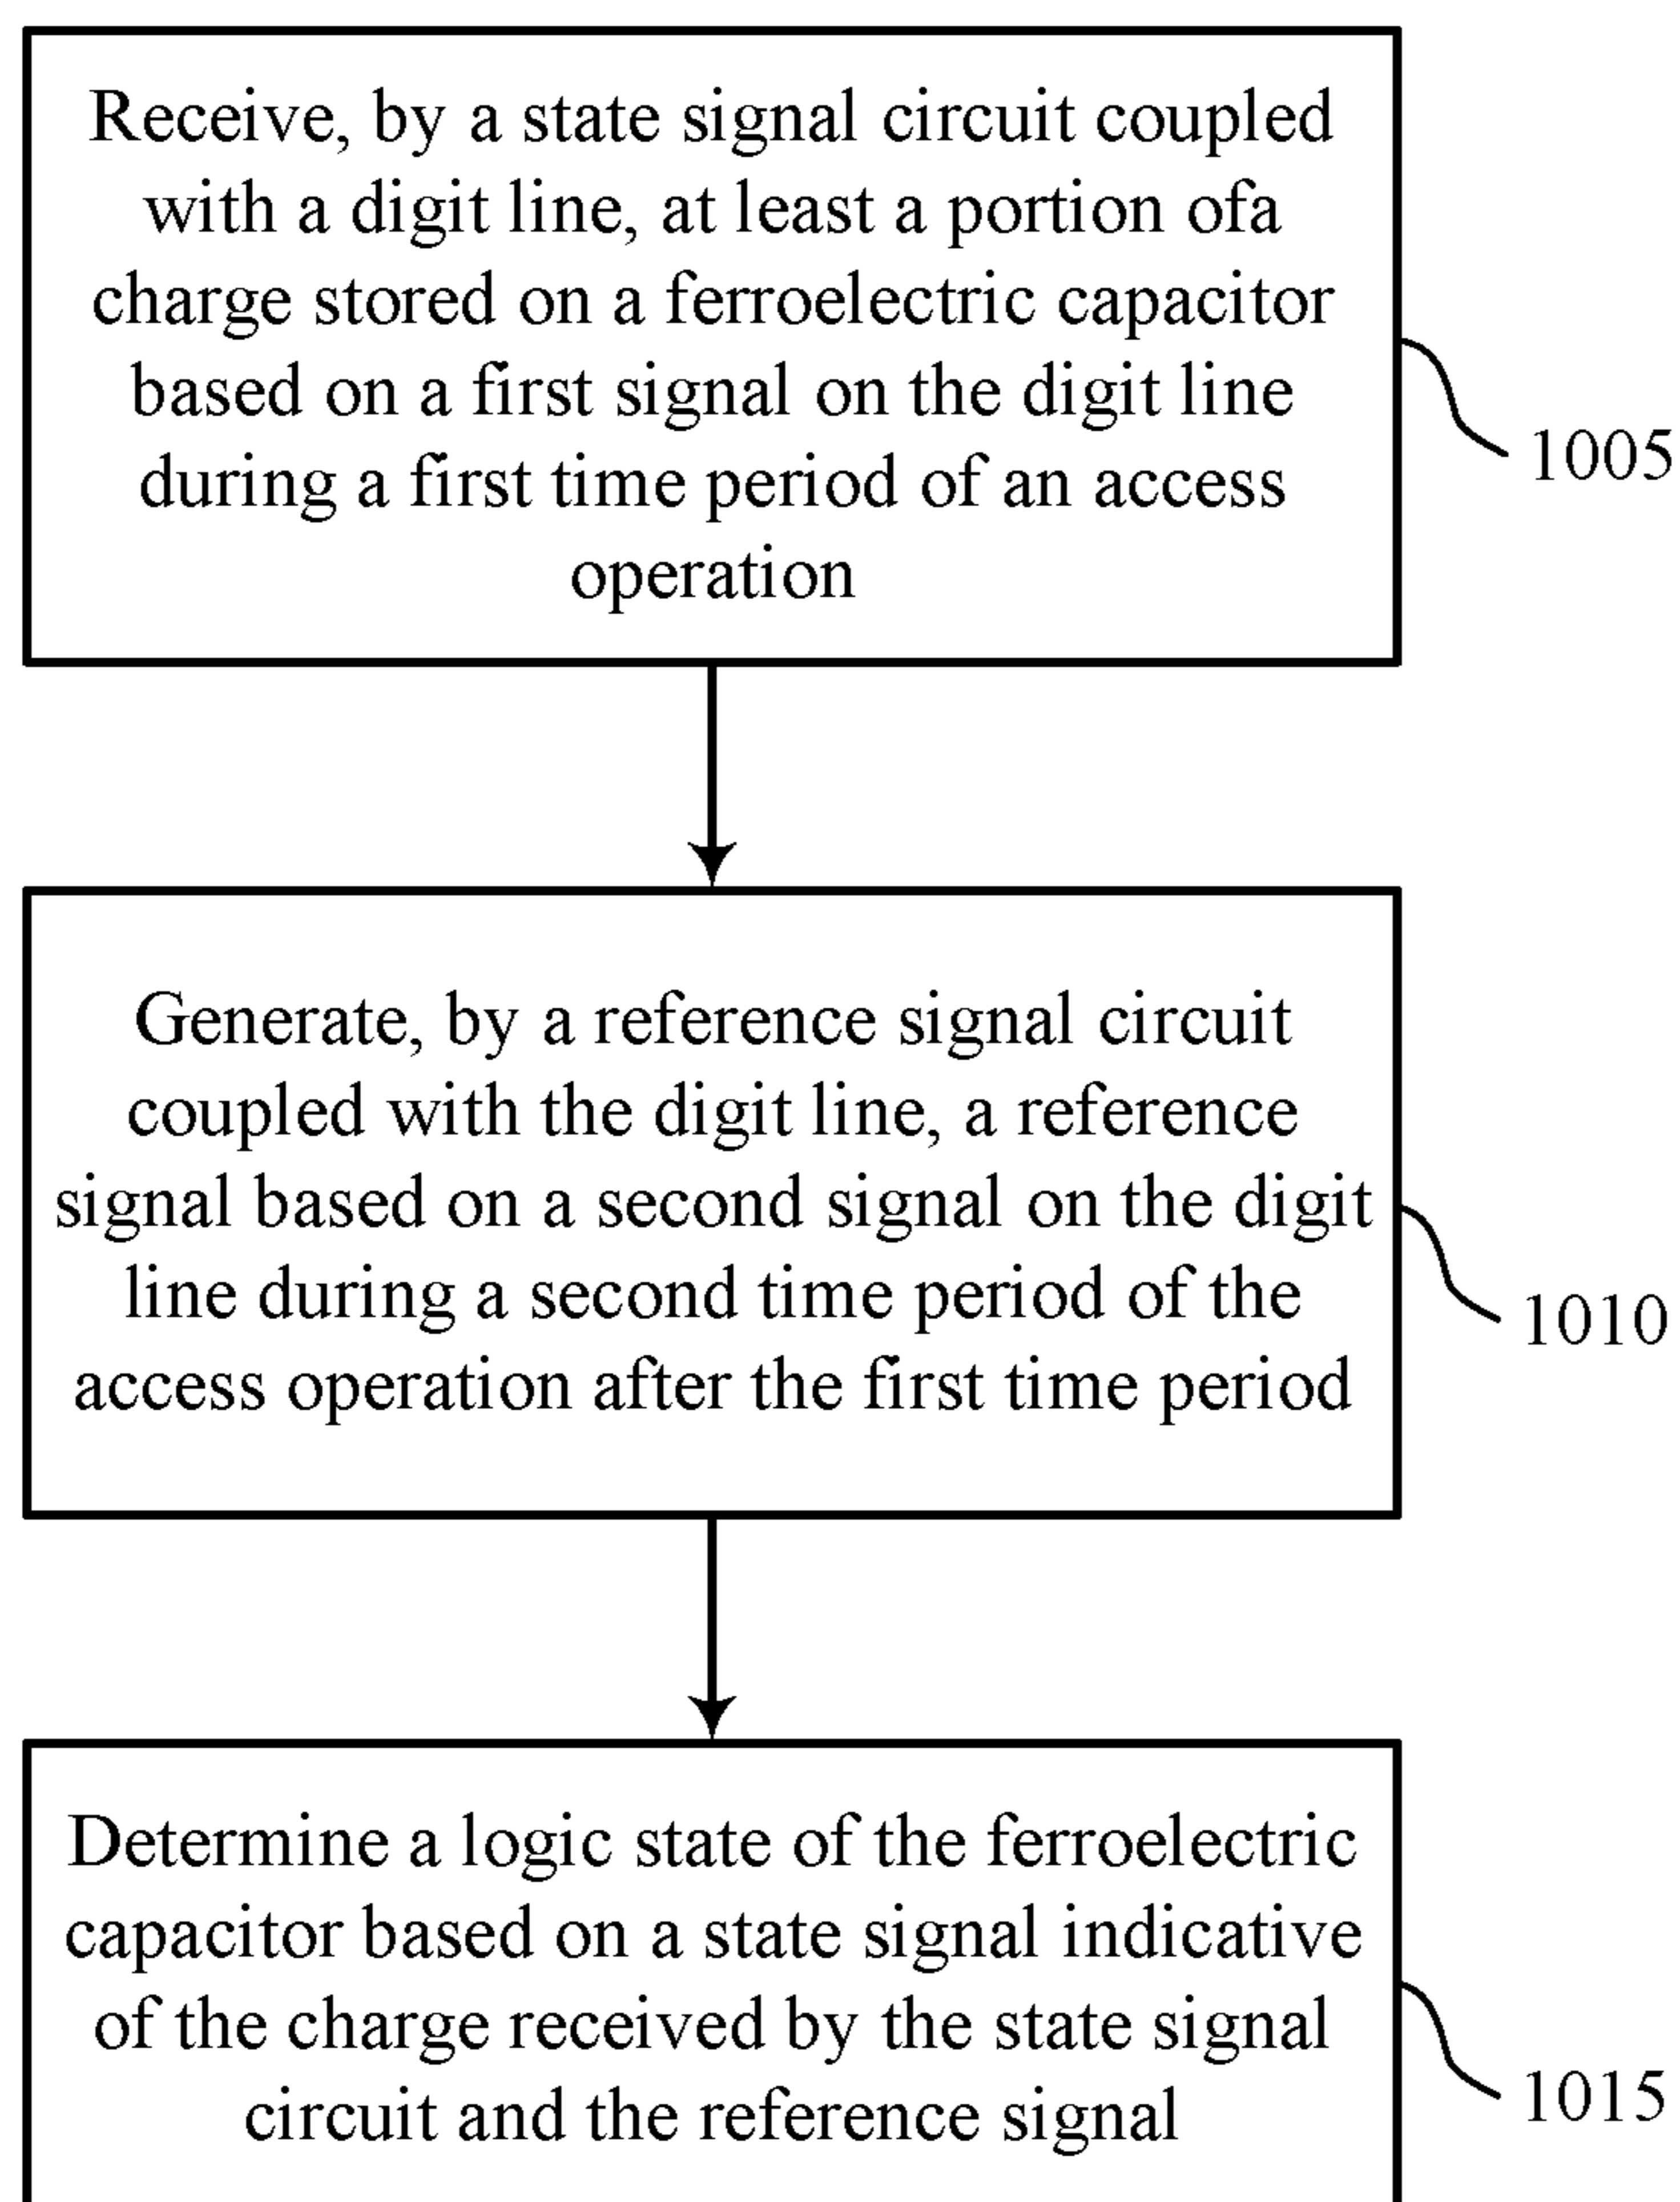 Receive, by a state signal circuit coupled
with a digit line, at least a portion ofa
charge stored on a ferroelectric capacitor
based on a first signal on the digit line
during a first time period of an access
operation
1005
Generate, by a reference signal circuit
coupled with the digit line, a reference
signal based on a second signal on the digit
line during a second time period of the
access operation after the first time period
1010
Determine a logic state of the ferroelectric
capacitor based on a state signal indicative
of the charge received by the state signal
circuit and the reference signal
1015